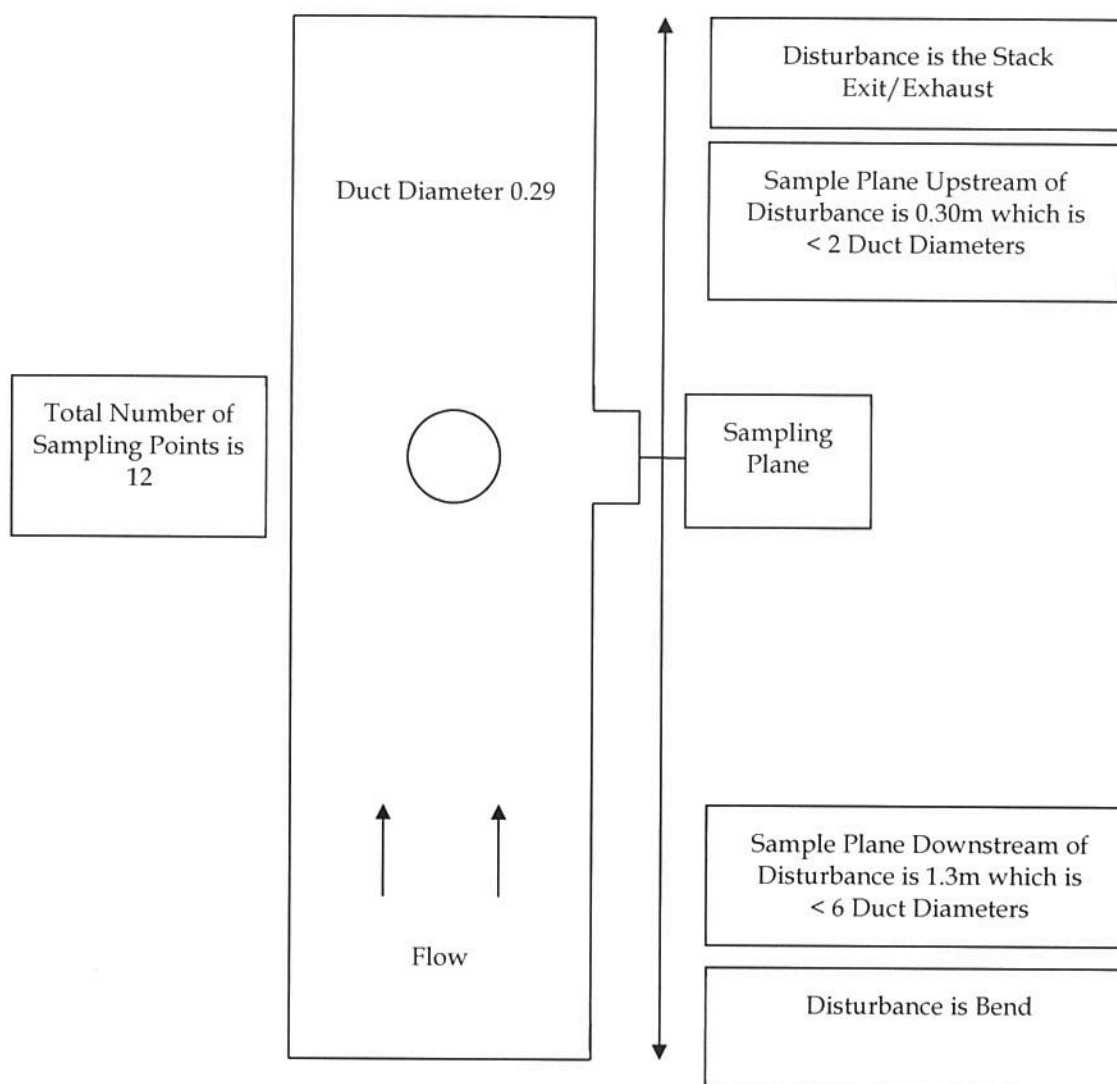 Disturbance is the Stack
Exit/Exhaust
Duct Diameter 0.29
Sample Plane Upstream of
Disturbance is 0.30m which is
< 2 Duct Diameters
Total Number of
Sampling Points is
12
Sampling
Plane
Sample Plane Downstream of
Disturbance is 1.3m which is
< 6 Duct Diameters
Flow
Disturbance is Bend